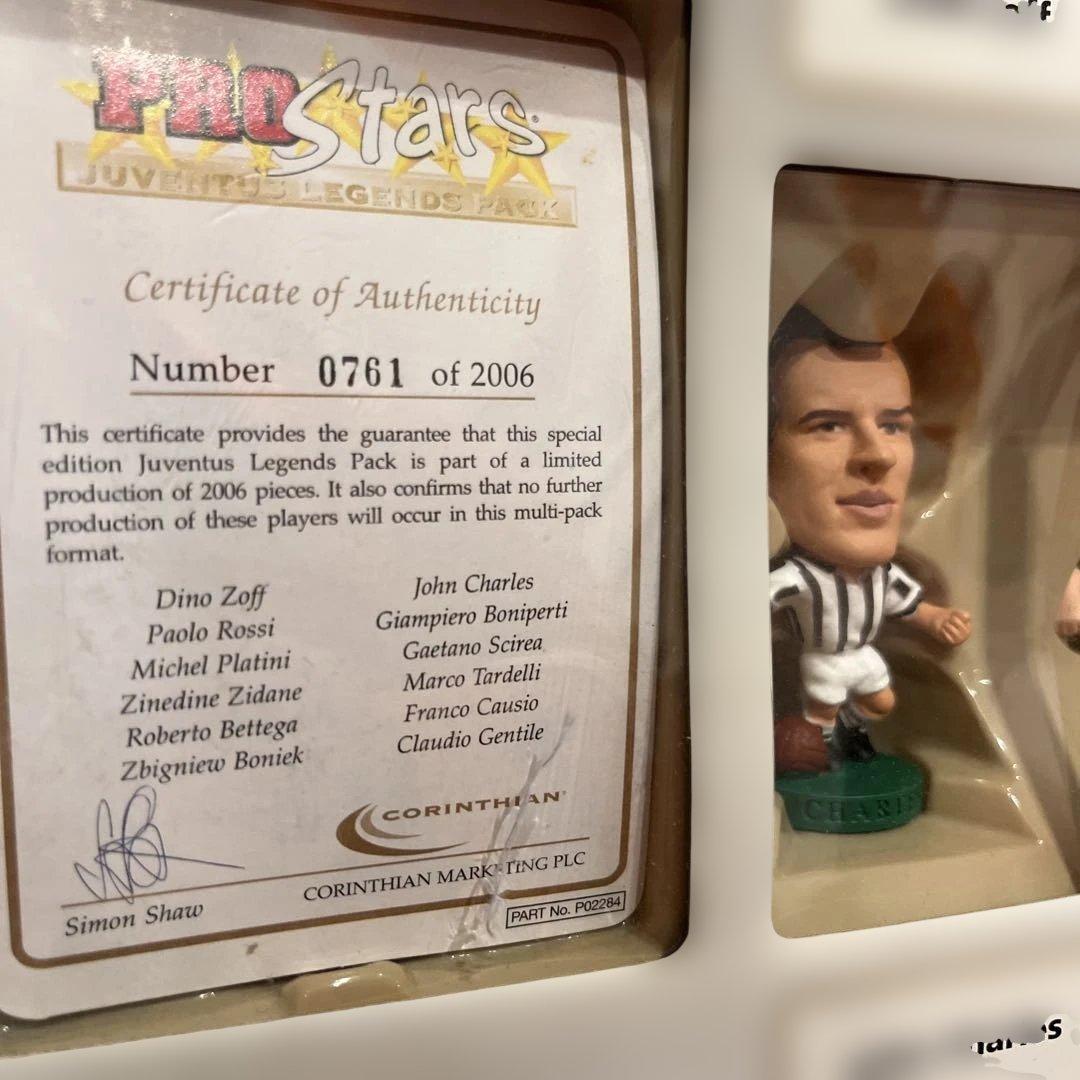 PRO Stars
JUVENTUS LEGENDS PACK
Certificate of Authenticity
Number 0761 of 2006
This certificate provides the guarantee that this special
edition Juventus Legends Pack is part of a limited
production of 2006 pieces. It also confirms that no further
production of these players will occur in this multi-pack
format.
Dino Zoff
Paolo Rossi
Michel Platini
Zinedine Zidane
Roberto Bettega
Zbigniew Boniek
John Charles
Giampiero Boniperti
Gaetano Scirea
Marco Tardelli
Franco Causio
Claudio Gentile
CORINTHIAN
CORINTHIAN MARKETING PLC
Simon Shaw
PART No. P02284